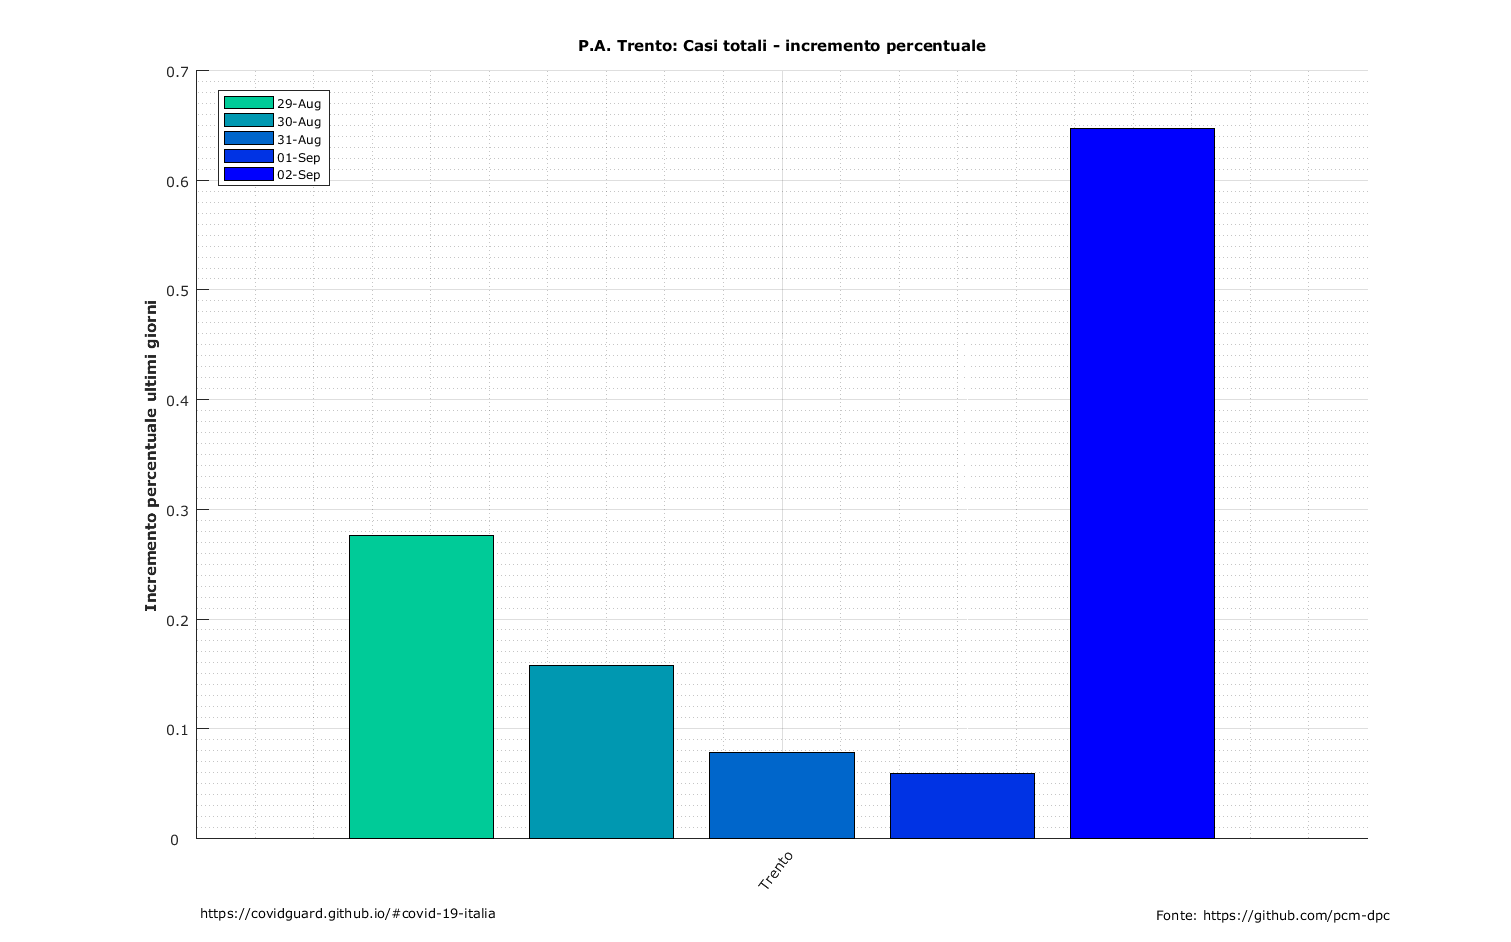 P.A. Trento: Casi totali - incremento percentuale
Incremento percentuale ultimi giorni
0.7
0.6
0.5
0.4
0.3
0.2
0.1
0
29-Aug
30-Aug
31-Aug
01-Sep
02-Sep
Trento
https://covidguard.github.io/#covid-19-italia
Fonte: https://github.com/pcm-dpc